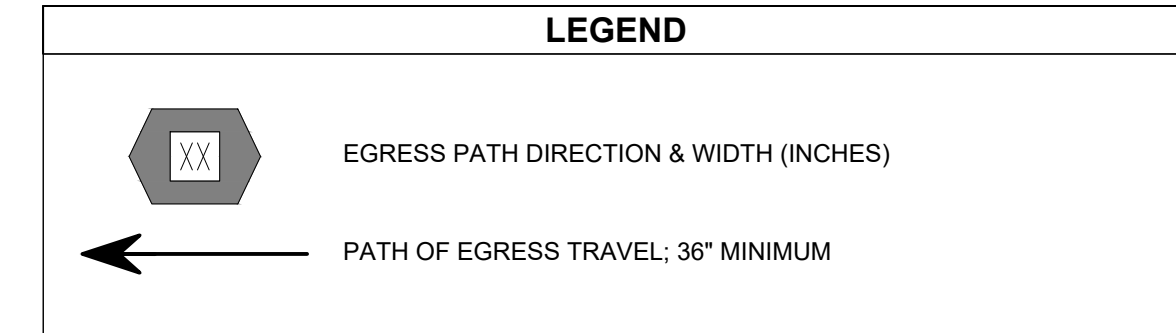 LEGEND
XX
EGRESS PATH DIRECTION & WIDTH (INCHES)
PATH OF EGRESS TRAVEL; 36" MINIMUM